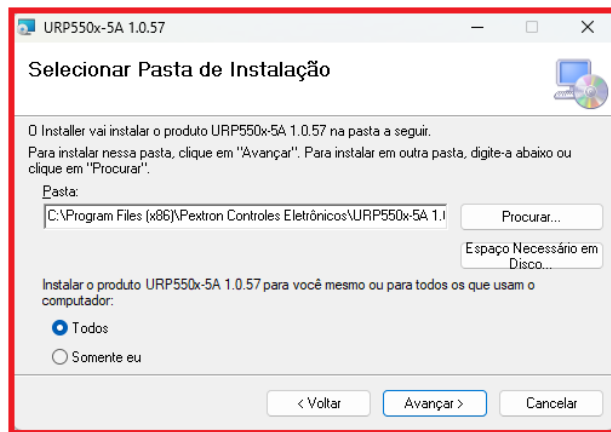 URP550x-5A 1.0.57
Selecionar Pasta de Instalação
O Installer vai instalar o produto URP550x-5A 1.0.57 na pasta a seguir.
Para instalar nessa pasta, clique em "Avançar". Para instalar em outra pasta, digite-a abaixo ou
clique em "Procurar".
Pasta:
C:\Program Files (x86)\Pextron Controles Eletrônicos\URP550x-5A 1.(
Procurar...
Espaço Necessário em
Disco...
Instalar o produto URP550x-5A 1.0.57 para você mesmo ou para todos os que usam o
computador:
Todos
Somente eu
< Voltar
Avançar >
Cancelar